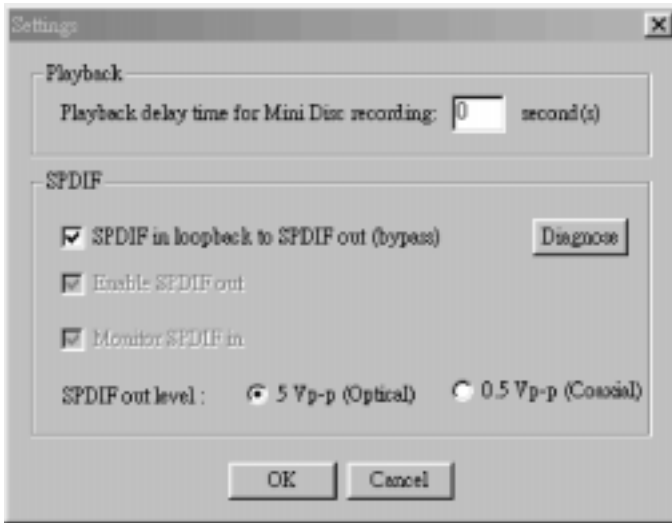 Settings
Playback
Playback delay time for Mini Disc recording: 0 second(s)
SPDIF
SPDIF in loopback to SPDIF out (bypass) Diagnose
Enable SPDIF out
Monitor SPDIF in
SPDIF out level : 5 Vp-p (Optical) 0.5 Vp-p (Coaxial)
OK Cancel